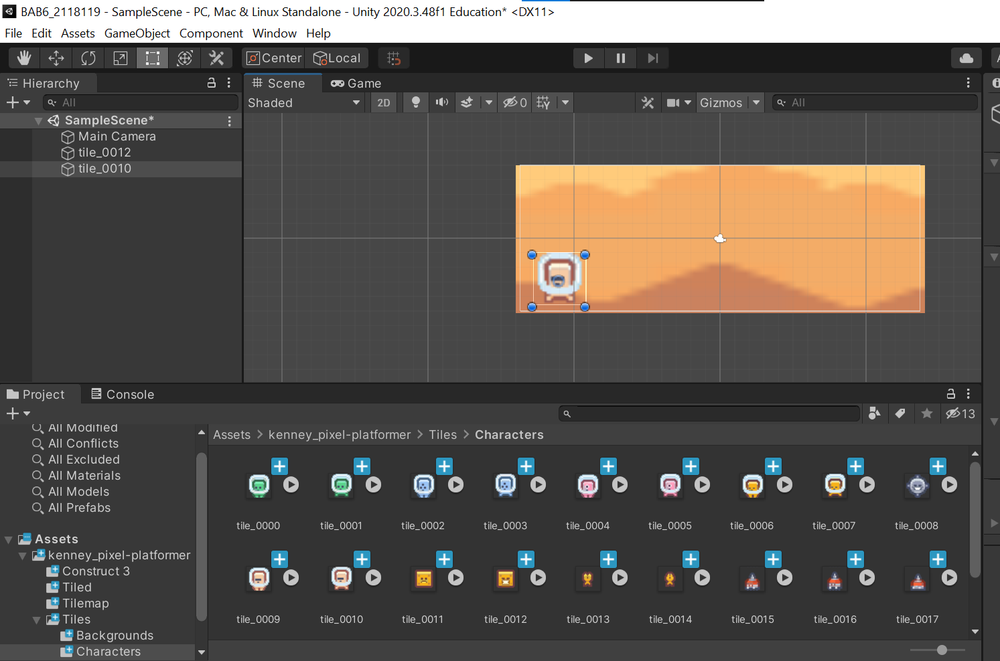 BAB6_2118119 - SampleScene - PC, Mac & Linux Standalone - Unity 2020.3.48f1 Education* <DX11>
File Edit Assets GameObject Component Window Help
Center Local
Hierarchy
Scene Game
All
Shaded 2D 0 Gizmos All
SampleScene*
Main Camera
tile_0012
tile_0010
Project Console
13
All Modified
All Conflicts
All Excluded
All Materials
All Models
All Prefabs
Assets
kenney_pixel-platformer
Construct 3
Tiled
Tilemap
Tiles
Backgrounds
Characters
Assets > kenney_pixel-platformer > Tiles > Characters
tile_0000 tile_0001 tile_0002 tile_0003 tile_0004 tile_0005 tile_0006 tile_0007 tile_0008
tile_0009 tile_0010 tile_0011 tile_0012 tile_0013 tile_0014 tile_0015 tile_0016 tile_0017